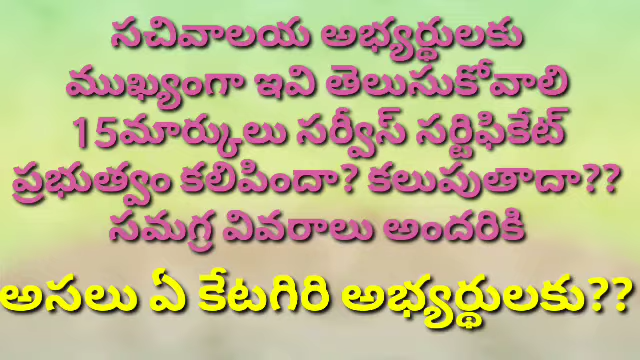 సచివాలయ అభ్యర్థులకు
ముఖ్యంగా ఇవి తెలుసుకోవాలి
15మార్కులు సర్వీస్ సర్టిఫికేట్
ప్రభుత్వం కలిపిందా? కలుపుతాదా??
సమగ్ర వివరాలు అందరికి
అసలు ఏ కేటగిరి అభ్యర్థులకు??